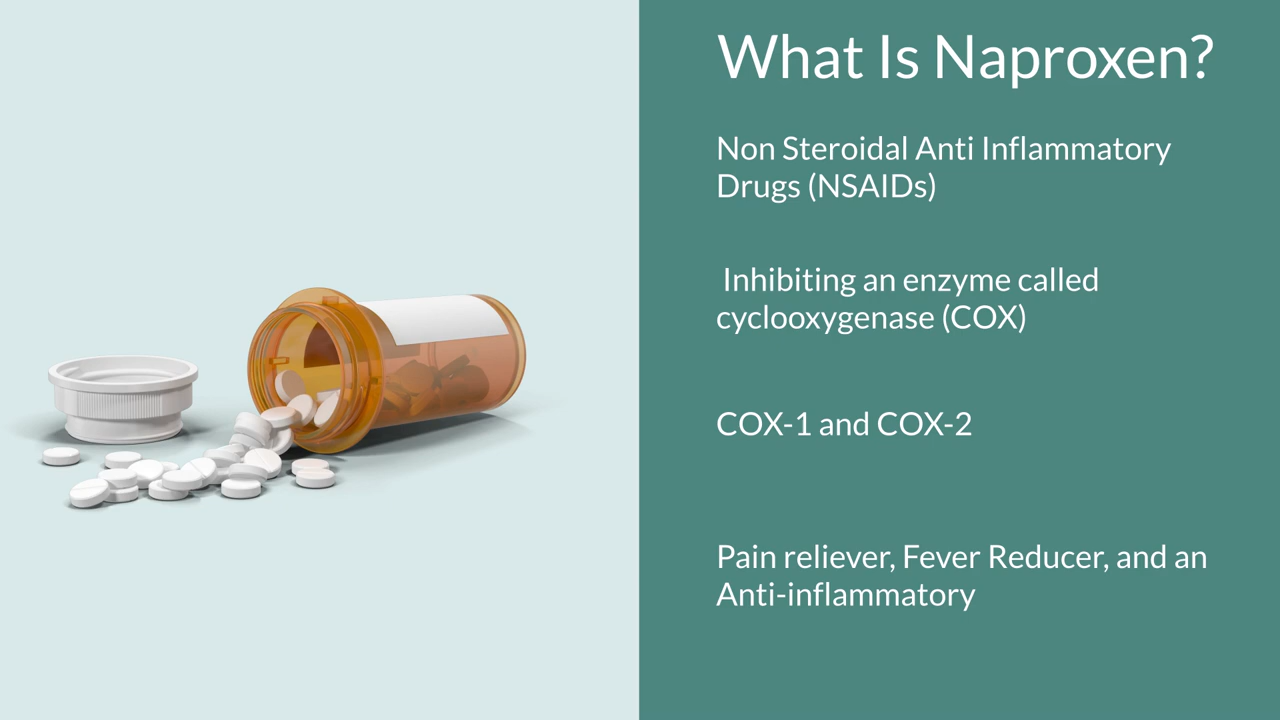 What Is Naproxen?
Non Steroidal Anti Inflammatory
Drugs (NSAIDs)
Inhibiting an enzyme called
cyclooxygenase (COX)
COX-1 and COX-2
Pain reliever, Fever Reducer, and an
Anti-inflammatory